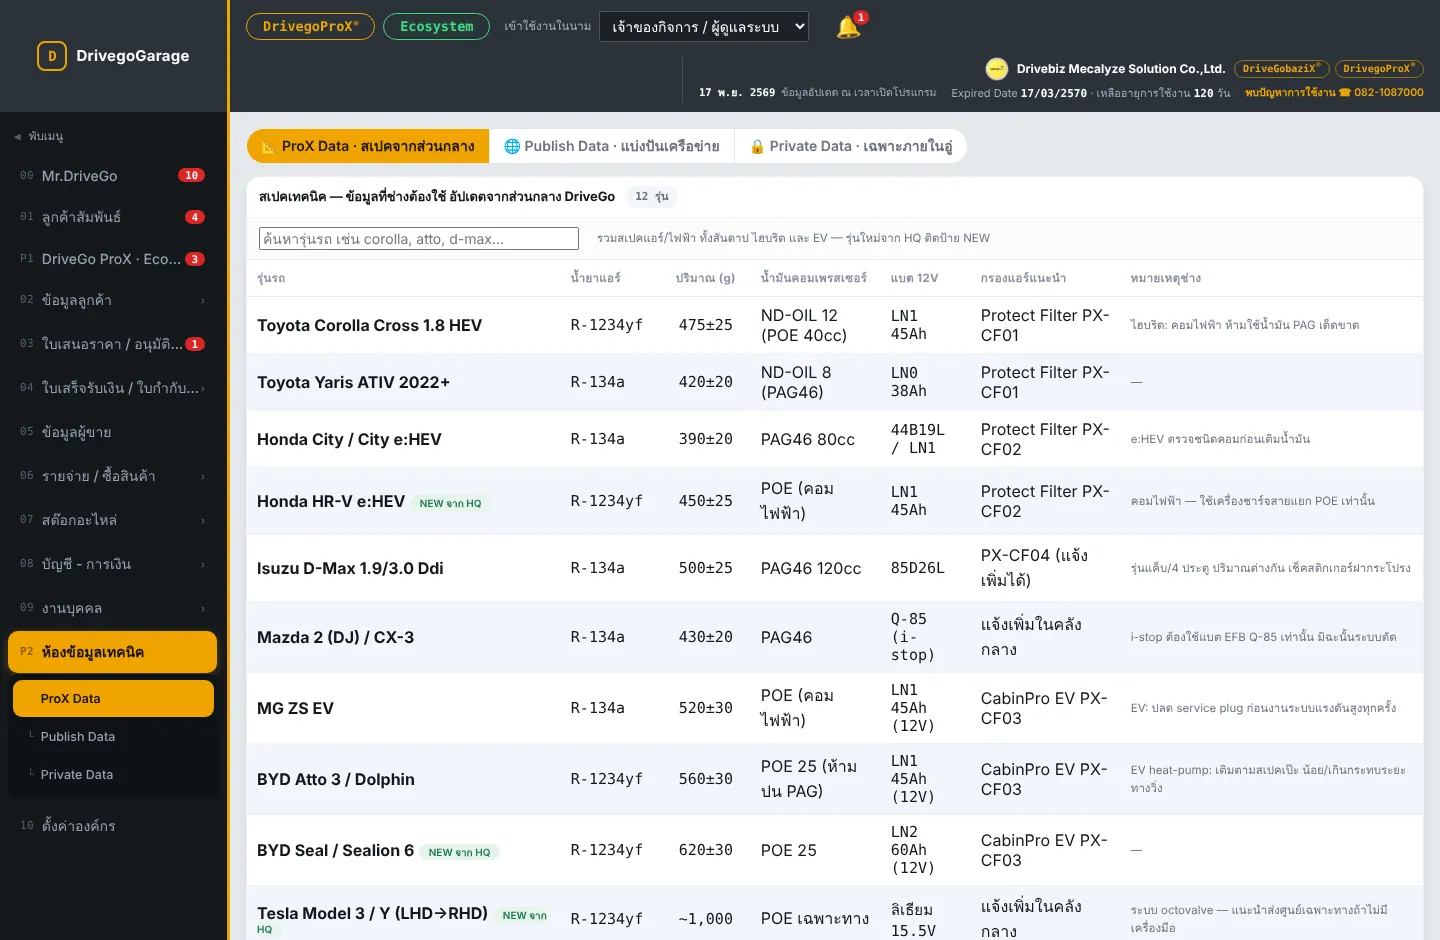 D DrivegoGarage
DrivegoProX® Ecosystem เข้าใช้งานในนาม เจ้าของกิจการ / ผู้ดูแลระบบ 1
Drivebiz Mecalyze Solution Co.,Ltd. DriveGobaziX® DrivegoProX®
17 พ.ย. 2569 ข้อมูลอัปเดต ณ เวลาเปิดโปรแกรม · Expired Date 17/03/2570 · เหลืออายุการใช้งาน 120 วัน · พบปัญหาการใช้งาน ☎ 082-1087000
◀ พับเมนู
00 Mr.DriveGo 10
01 ลูกค้าสัมพันธ์ 4
P1 DriveGo ProX · Eco... 3
02 ข้อมูลลูกค้า ›
03 ใบเสนอราคา / อนุมัติ... 1
04 ใบเสร็จรับเงิน / ใบกำกับ... ›
05 ข้อมูลผู้ขาย
06 รายจ่าย / ซื้อสินค้า ›
07 สต๊อกอะไหล่ ›
08 บัญชี - การเงิน ›
09 งานบุคคล ›
P2 ห้องข้อมูลเทคนิค
ProX Data
└ Publish Data
└ Private Data
10 ตั้งค่าองค์กร
📐 ProX Data · สเปคจากส่วนกลาง 🌐 Publish Data · แบ่งปันเครือข่าย 🔒 Private Data · เฉพาะภายในอู่
สเปคเทคนิค — ข้อมูลที่ช่างต้องใช้ อัปเดตจากส่วนกลาง DriveGo 12 รุ่น
ค้นหารุ่นรถ เช่น corolla, atto, d-max... รวมสเปคแอร์/ไฟฟ้า ทั้งสันดาป ไฮบริด และ EV — รุ่นใหม่จาก HQ ติดป้าย NEW
รุ่นรถ น้ำยาแอร์ ปริมาณ (g) น้ำมันคอมเพรสเซอร์ แบต 12V กรองแอร์แนะนำ หมายเหตุช่าง
Toyota Corolla Cross 1.8 HEV R-1234yf 475±25 ND-OIL 12 (POE 40cc) LN1 45Ah Protect Filter PX-CF01 ไฮบริด: คอมไฟฟ้า ห้ามใช้น้ำมัน PAG เด็ดขาด
Toyota Yaris ATIV 2022+ R-134a 420±20 ND-OIL 8 (PAG46) LN0 38Ah Protect Filter PX-CF01 —
Honda City / City e:HEV R-134a 390±20 PAG46 80cc 44B19L / LN1 Protect Filter PX-CF02 e:HEV ตรวจชนิดคอมก่อนเติมน้ำมัน
Honda HR-V e:HEV NEW จาก HQ R-1234yf 450±25 POE (คอมไฟฟ้า) LN1 45Ah Protect Filter PX-CF02 คอมไฟฟ้า — ใช้เครื่องชาร์จสายแยก POE เท่านั้น
Isuzu D-Max 1.9/3.0 Ddi R-134a 500±25 PAG46 120cc 85D26L PX-CF04 (แจ้งเพิ่มได้) รุ่นแค็บ/4 ประตู ปริมาณต่างกัน เช็คสติกเกอร์ฝากระโปรง
Mazda 2 (DJ) / CX-3 R-134a 430±20 PAG46 Q-85 (i-stop) แจ้งเพิ่มในคลังกลาง i-stop ต้องใช้แบต EFB Q-85 เท่านั้น มิฉะนั้นระบบตัด
MG ZS EV R-134a 520±30 POE (คอมไฟฟ้า) LN1 45Ah (12V) CabinPro EV PX-CF03 EV: ปลด service plug ก่อนงานระบบแรงดันสูงทุกครั้ง
BYD Atto 3 / Dolphin R-1234yf 560±30 POE 25 (ห้ามปน PAG) LN1 45Ah (12V) CabinPro EV PX-CF03 EV heat-pump: เติมตามสเปคเป๊ะ น้อย/เกินกระทบระยะทางวิ่ง
BYD Seal / Sealion 6 NEW จาก HQ R-1234yf 620±30 POE 25 LN2 60Ah (12V) CabinPro EV PX-CF03 —
Tesla Model 3 / Y (LHD→RHD) NEW จาก HQ R-1234yf ~1,000 POE เฉพาะทาง ลิเธียม 15.5V แจ้งเพิ่มในคลังกลาง ระบบ octovalve — แนะนำส่งศูนย์เฉพาะทางถ้าไม่มีเครื่องมือ